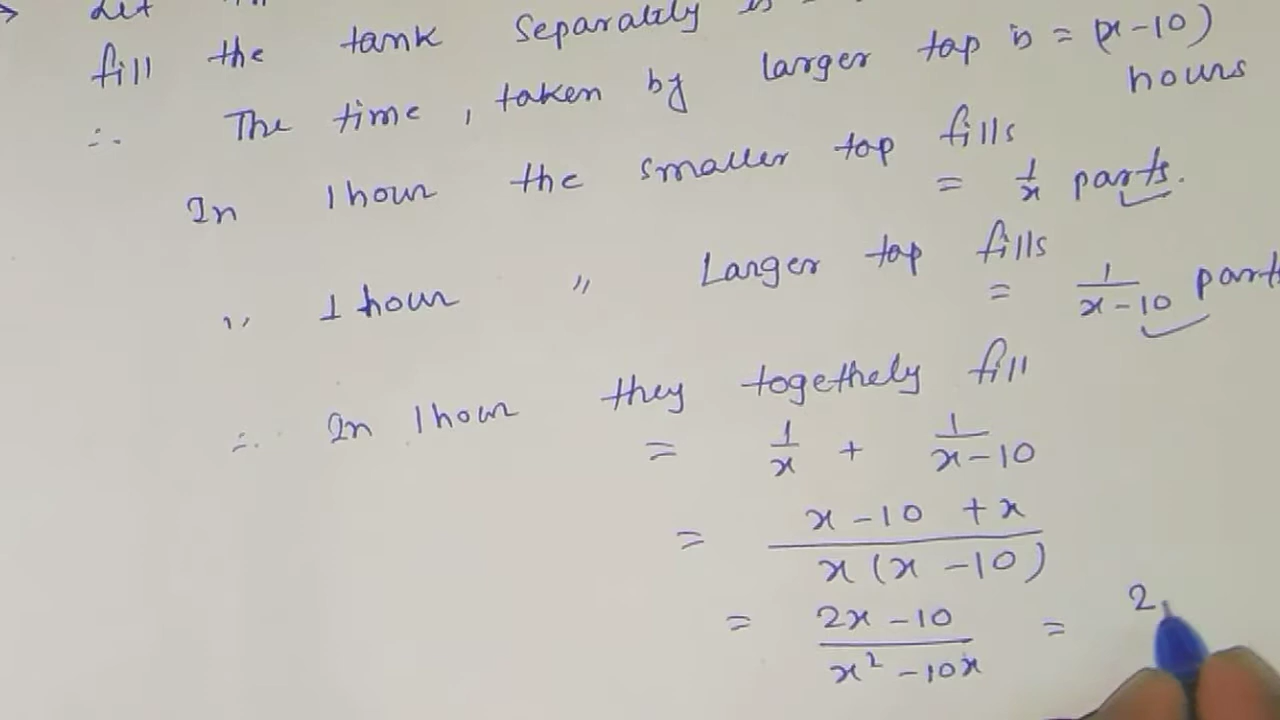 Let
fill the tank separately is
∴ The time, taken by larger tap is = (x-10) hours
In 1 hour the smaller tap fills
= 1/x parts.
" 1 hour " Larger tap fills
= 1/(x-10) parts
∴ In 1 hour they togethely fill
= 1/x + 1/(x-10)
= (x-10+x)/(x(x-10))
= (2x-10)/(x²-10x) = 2